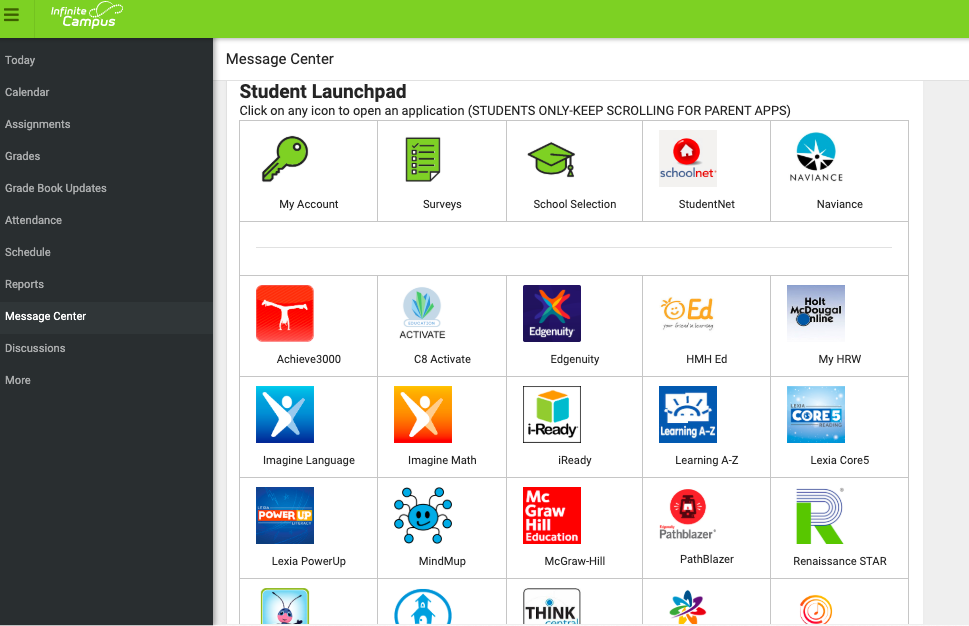 Infinite
Campus
Today
Calendar
Assignments
Grades
Grade Book Updates
Attendance
Schedule
Reports
Message Center
Discussions
More
Message Center
Student Launchpad
Click on any icon to open an application (STUDENTS ONLY-KEEP SCROLLING FOR PARENT APPS)
My Account
Surveys
School Selection
schoolnet
StudentNet
NAVIANCE
Naviance
Achieve3000
EDUCATION
ACTIVATE
C8 Activate
Edgenuity
Edgenuity
Ed
your friend in learning
HMH Ed
Holt
McDougal
Online
My HRW
Imagine Language
Imagine Math
i-Ready
iReady
Learning A-Z
Learning A-Z
LEXIA
CORE5
READING
Lexia Core5
LEXIA
POWERUP
LITERACY
Lexia PowerUp
MindMup
Mc
Graw
Hill
Education
McGraw-Hill
Edgenuity
Pathblazer
PathBlazer
R
Renaissance STAR
THINK
central